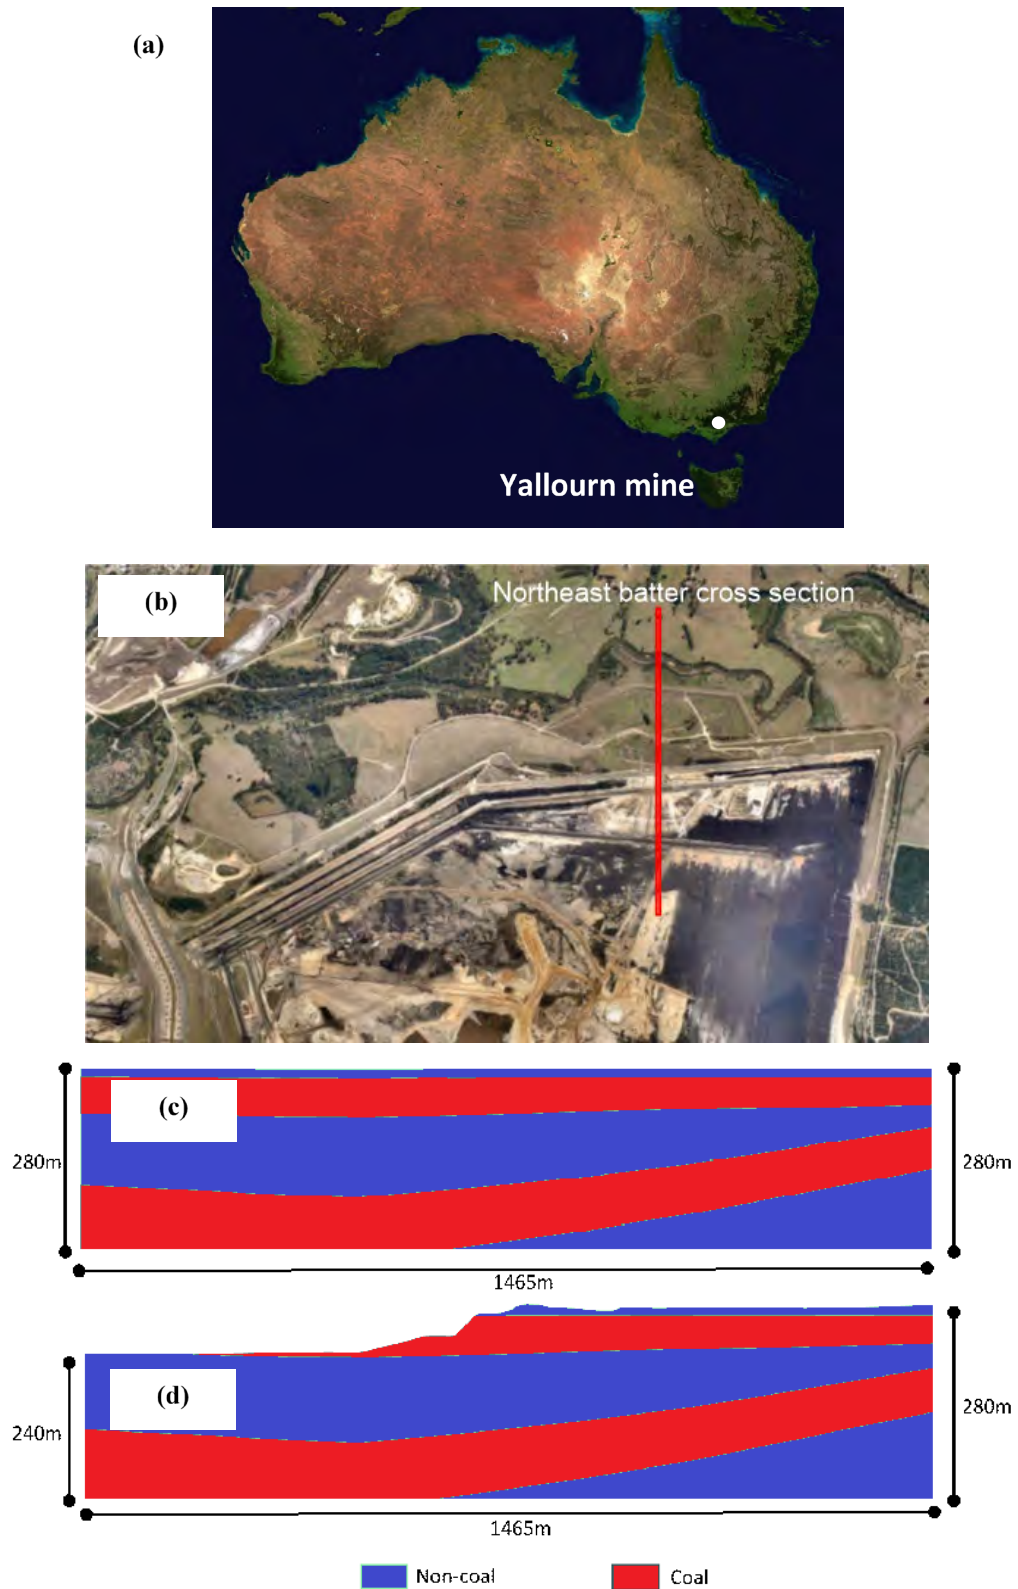 (a)
Yallourn mine
(b)
Northeast batter cross section
(c)
280m
280m
1465m
(d)
240m
280m
1465m
Non-coal
Coal